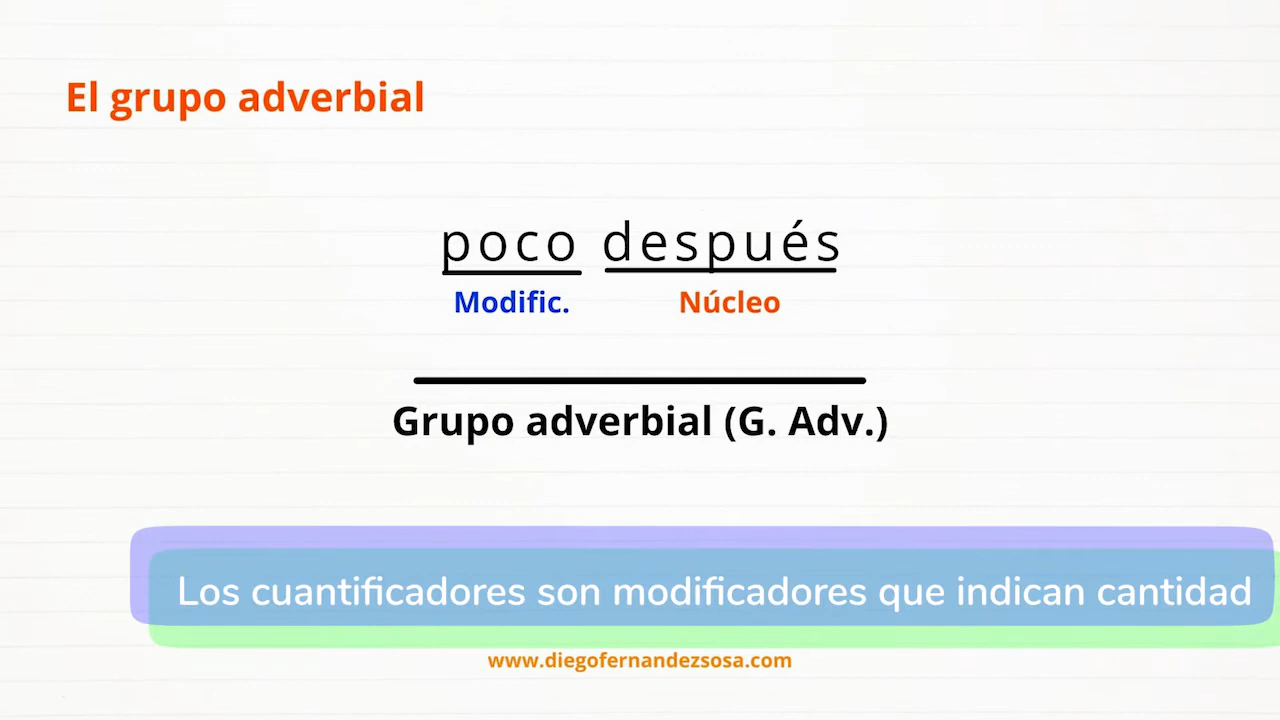 El grupo adverbial
poco después
Modific. Núcleo
Grupo adverbial (G. Adv.)
Los cuantificadores son modificadores que indican cantidad
www.diegofernandezsosa.com